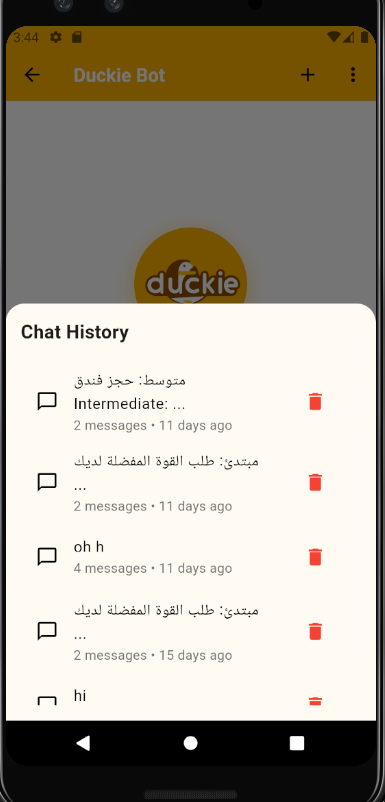 3:44
Duckie Bot
duckie
Chat History
متوسط: حجز فندق
Intermediate: ...
2 messages • 11 days ago
مبتدئ: طلب القوة المفضلة لديك
...
2 messages • 11 days ago
oh h
4 messages • 11 days ago
مبتدئ: طلب القوة المفضلة لديك
...
2 messages • 15 days ago
hi